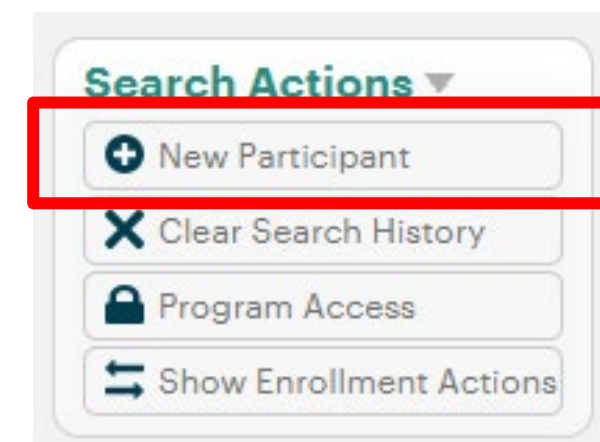 Search Actions
New Participant
Clear Search History
Program Access
Show Enrollment Actions